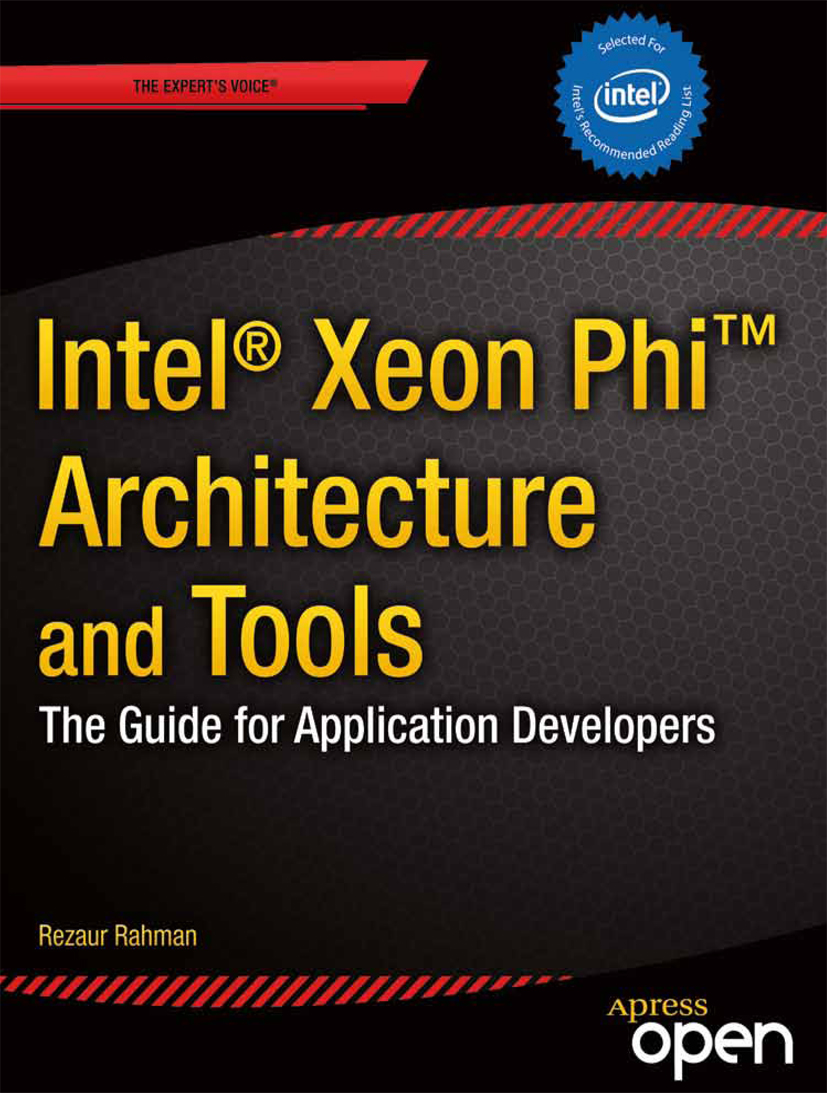 THE EXPERT'S VOICE®
Selected For
intel
Intel's Recommended Reading List
Intel® Xeon Phi™
Architecture
and Tools
The Guide for Application Developers
Rezaur Rahman
Apress
open